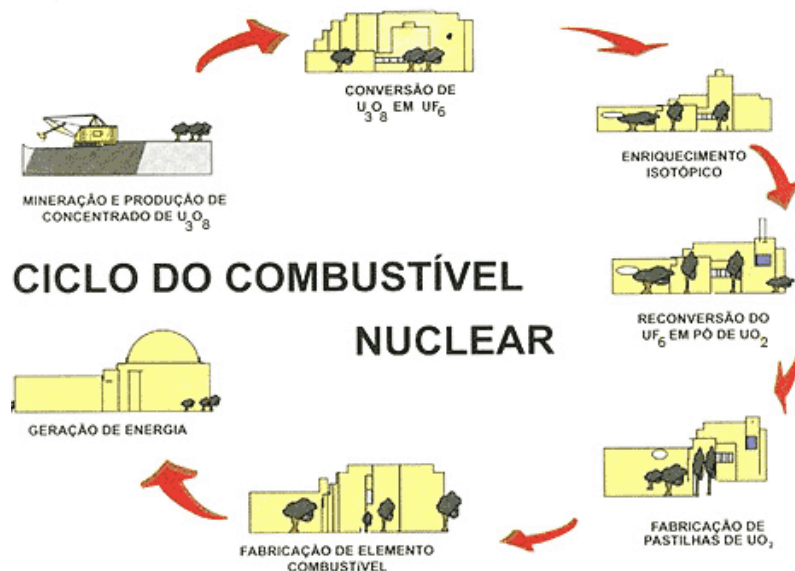 CONVERSÃO DE
U3O8 EM UF6
ENRIQUECIMENTO
ISOTÓPICO
MINERAÇÃO E PRODUÇÃO DE
CONCENTRADO DE U3O8
CICLO DO COMBUSTÍVEL
NUCLEAR
RECONVERSÃO DO
UF6 EM PÓ DE UO2
GERAÇÃO DE ENERGIA
FABRICAÇÃO DE
PASTILHAS DE UO2
FABRICAÇÃO DE ELEMENTO
COMBUSTíVEL